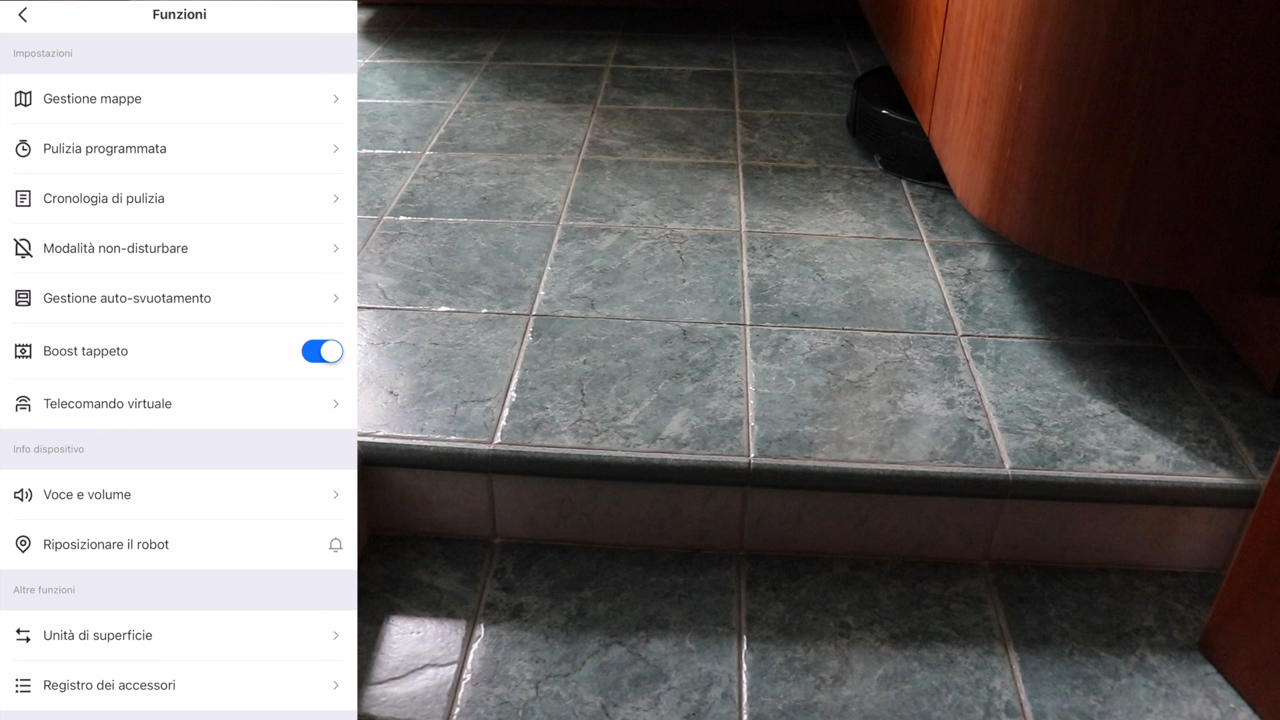 Funzioni
Impostazioni
Gestione mappe
Pulizia programmata
Cronologia di pulizia
Modalità non-disturbare
Gestione auto-svuotamento
Boost tappeto
Telecomando virtuale
Info dispositivo
Voce e volume
Riposizionare il robot
Altre funzioni
Unità di superficie
Registro dei accessori